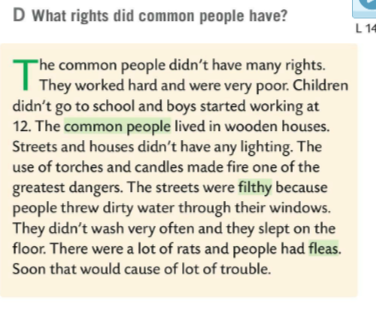 D What rights did common people have?
L 14
The common people didn't have many rights.
They worked hard and were very poor. Children
didn't go to school and boys started working at
12. The common people lived in wooden houses.
Streets and houses didn't have any lighting. The
use of torches and candles made fire one of the
greatest dangers. The streets were filthy because
people threw dirty water through their windows.
They didn't wash very often and they slept on the
floor. There were a lot of rats and people had fleas.
Soon that would cause of lot of trouble.